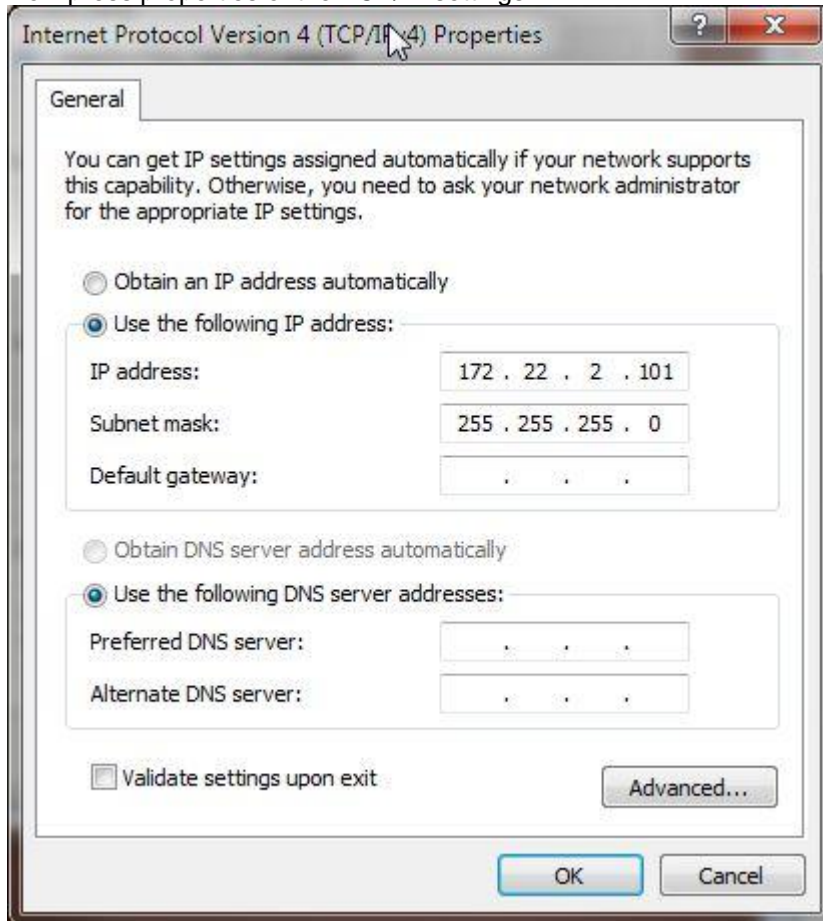 Internet Protocol Version 4 (TCP/IPv4) Properties
General
You can get IP settings assigned automatically if your network supports
this capability. Otherwise, you need to ask your network administrator
for the appropriate IP settings.
Obtain an IP address automatically
Use the following IP address:
IP address: 172 . 22 . 2 . 101
Subnet mask: 255 . 255 . 255 . 0
Default gateway: . . .
Obtain DNS server address automatically
Use the following DNS server addresses:
Preferred DNS server: . . .
Alternate DNS server: . . .
Validate settings upon exit
Advanced...
OK Cancel